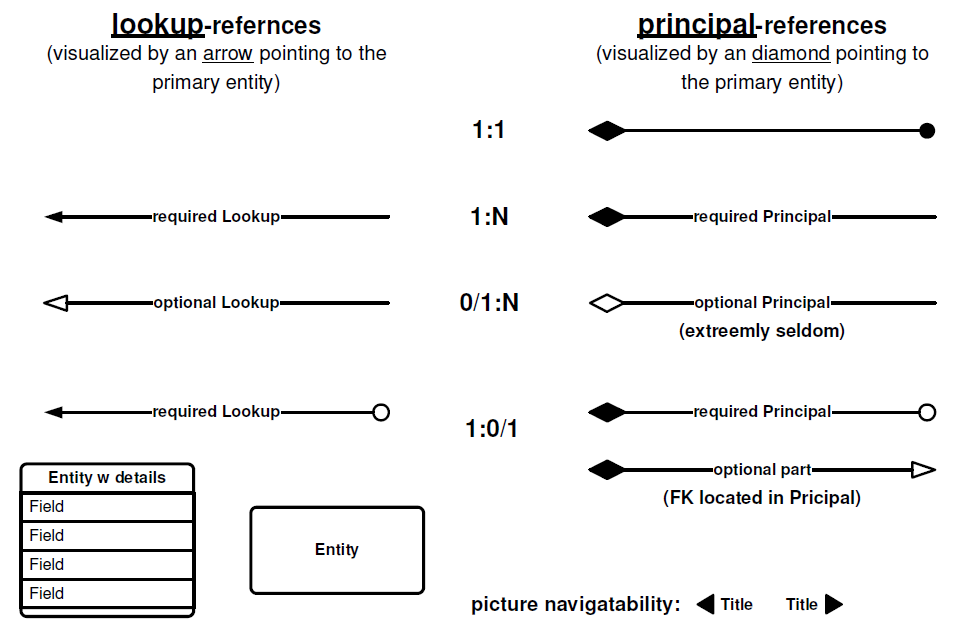 lookup-refernces
(visualized by an arrow pointing to the
primary entity)
principal-references
(visualized by an diamond pointing to
the primary entity)
1:1
required Lookup
1:N
required Principal
optional Lookup
0/1:N
optional Principal
(extreemly seldom)
required Lookup
1:0/1
required Principal
optional part
(FK located in Pricipal)
Entity w details
Field
Field
Field
Field
Entity
picture navigatability: Title Title